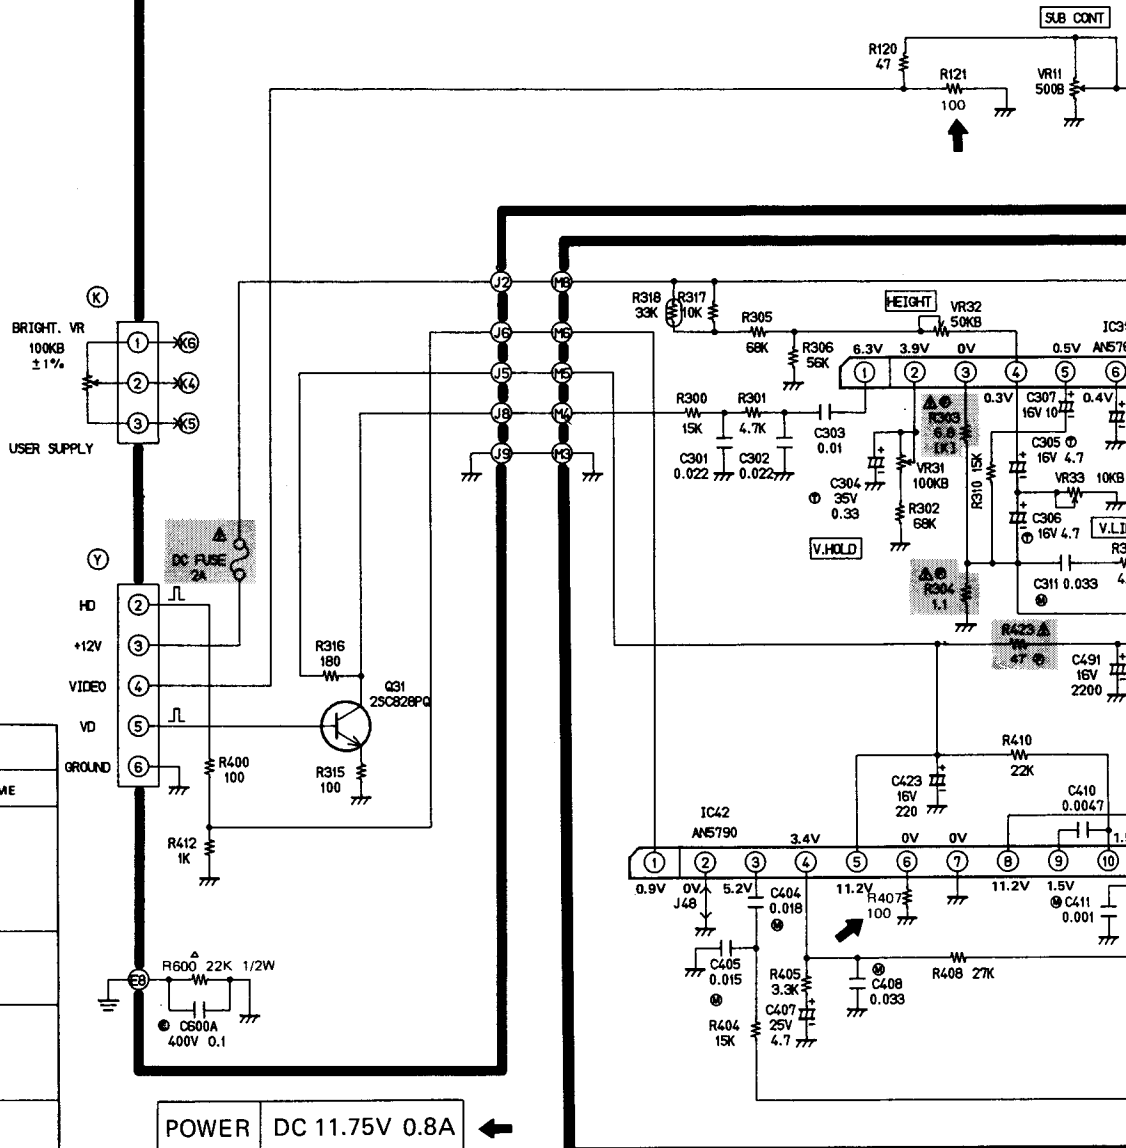 SUB CONT
R120
47
R121
100
VR11
500B
K
BRIGHT. VR
100KB
±1%
1
2
3
K6
K4
K5
USER SUPPLY
J2
M8
J6
M6
J5
M5
J8
M4
J9
M3
R318
33K
R317
10K
R305
68K
R306
56K
HEIGHT
VR32
50KB
6.3V
3.9V
0V
0.3V
0.5V
0.4V
1
2
3
4
5
6
R300
15K
R301
4.7K
C301
0.022
C302
0.022
C303
0.01
C304
35V
0.33
T
VR31
100KB
R302
68K
V.HOLD
R303
6.8
[K]
R304
1.1
R310 15K
C307
16V 10
C305 T
16V 4.7
VR33 10KB
C306
T 16V 4.7
C311 0.033
M
R423
47
C491
16V
2200
Y
DC FUSE
2A
HD
+12V
VIDEO
VD
GROUND
2
3
4
5
6
R316
180
Q31
2SC828PQ
R315
100
R400
100
R412
1K
C423
16V
220
R410
22K
C410
0.0047
IC42
AN5790
3.4V
0V
0V
1
2
3
4
5
6
7
8
9
10
0.9V
0V
5.2V
11.2V
11.2V
1.5V
J48
C404
0.018
M
R407
100
M C411
0.001
C405
0.015
M
R405
3.3K
M
C408
0.033
R408 27K
R404
15K
C407
25V
4.7
E8
R600 22K 1/2W
C600A
400V 0.1
POWER DC 11.75V 0.8A